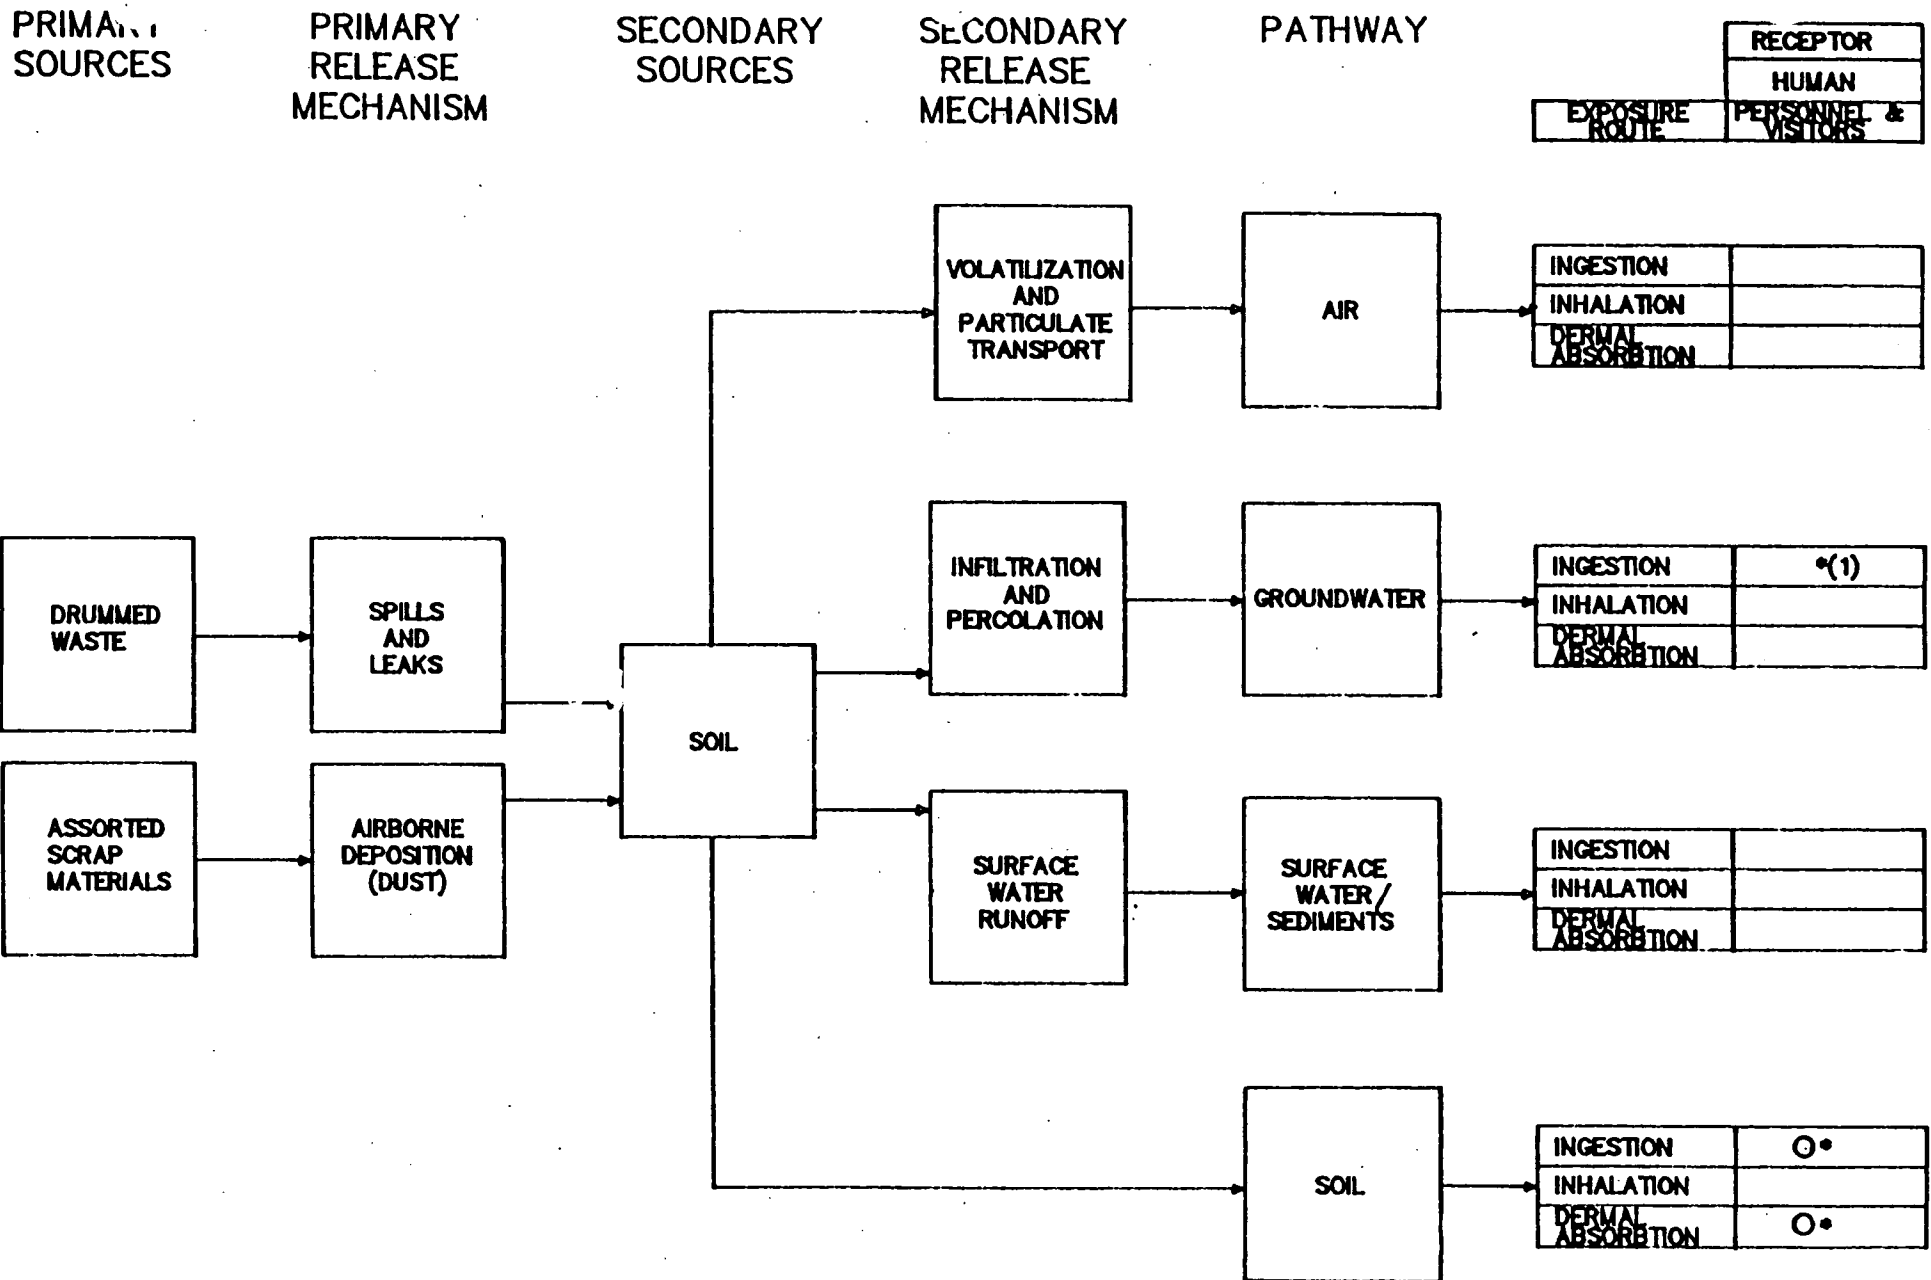 PRIMARY
SOURCES
PRIMARY
RELEASE
MECHANISM
SECONDARY
SOURCES
SECONDARY
RELEASE
MECHANISM
PATHWAY
RECEPTOR
HUMAN
EXPOSURE
ROUTE
PERSONNEL &
VISITORS
VOLATILIZATION
AND
PARTICULATE
TRANSPORT
AIR
INGESTION
INHALATION
DERMAL
ABSORBTION
DRUMMED
WASTE
SPILLS
AND
LEAKS
INFILTRATION
AND
PERCOLATION
GROUNDWATER
INGESTION
*(1)
INHALATION
DERMAL
ABSORBTION
SOIL
ASSORTED
SCRAP
MATERIALS
AIRBORNE
DEPOSITION
(DUST)
SURFACE
WATER
RUNOFF
SURFACE
WATER/
SEDIMENTS
INGESTION
INHALATION
DERMAL
ABSORBTION
SOIL
INGESTION
O*
INHALATION
DERMAL
ABSORBTION
O*